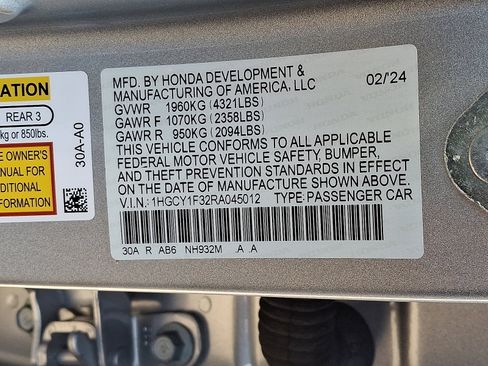 ATION
REAR 3
kg or 850lbs.
E OWNER'S
NUAL
30A-A0
MFD. BY HONDA DEVELOPMENT & 02/24
MANUFACTURING OF AMERICA, LLC
GVWR 1960KG (4321LBS)
GAWR F 1070KG (2358LBS)
GAWR R 950KG (2094LBS)
THIS VEHICLE CONFORMS TO ALL APPLICABLE
FEDERAL MOTOR VEHICLE SAFETY, BUMPER,
AND THEFT PREVENTION STANDARDS IN EFFECT
ON THE DATE OF MANUFACTURE SHOWN ABOVE.
V.I.N.: 1HGCY1F32RA045012 TYPE: PASSENGER CAR
30A R AB6 NH932M A A